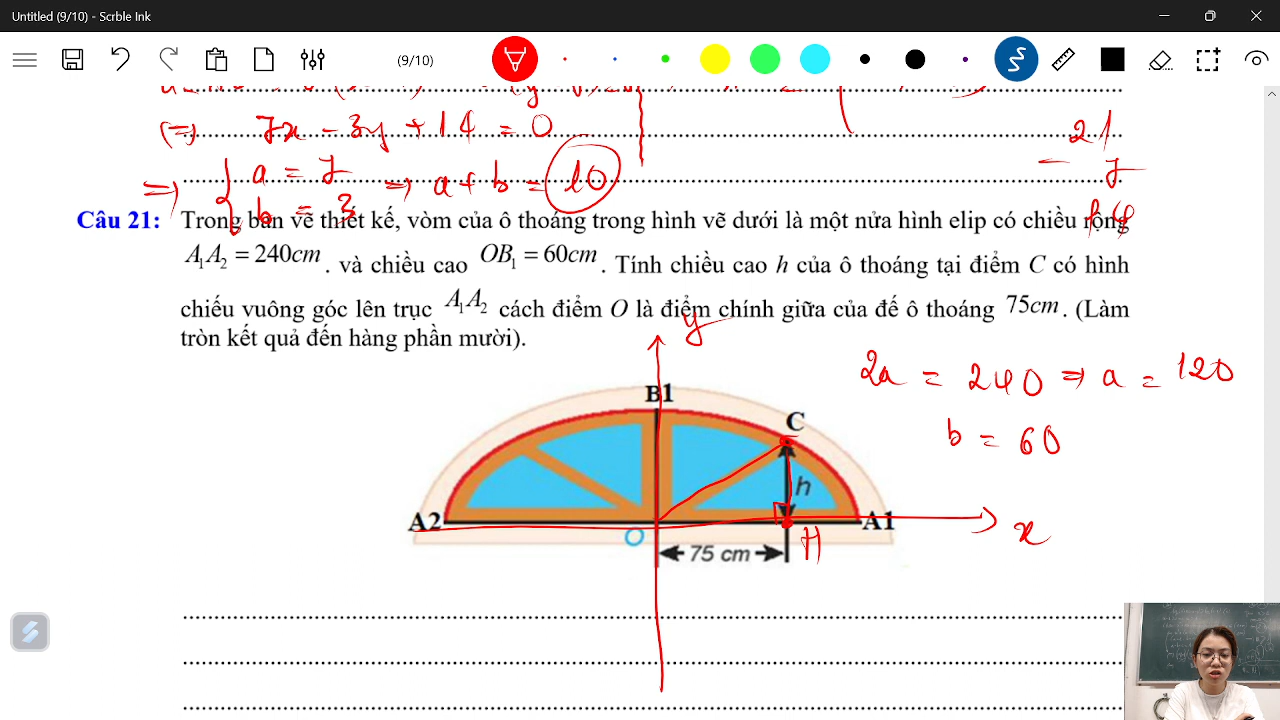 Untitled (9/10) - Scrble Ink
(9/10)
(=) 7x - 3y + 14 = 0
21
=> { a = 7 => a + b = 10
7
b = 3
Câu 21: Trong bản vẽ thiết kế, vòm của ô thoáng trong hình vẽ dưới là một nửa hình elip có chiều rộng
A₁A₂ = 240cm . và chiều cao OB₁ = 60cm . Tính chiều cao h của ô thoáng tại điểm C có hình
chiếu vuông góc lên trục A₁A₂ cách điểm O là điểm chính giữa của đế ô thoáng 75cm . (Làm
tròn kết quả đến hàng phần mười).
y
2a = 240 => a = 120
b = 60
B1
C
h
A2
A1
O
H
x
75 cm